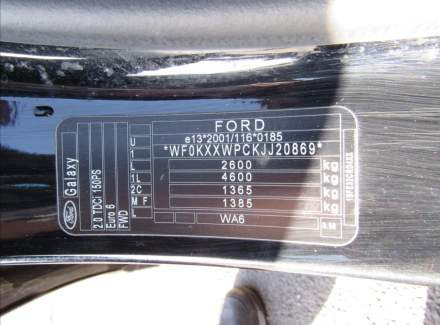 FORD
e13*2001/116*0185
*WF0KXXWPCKJJ20869*
2600 kg
4600 kg
1365 kg
1385 kg
WA6
U
1
1L
2C
M F
L
Ford
Galaxy
2.0 TDCi 150PS
Euro 6
FWD